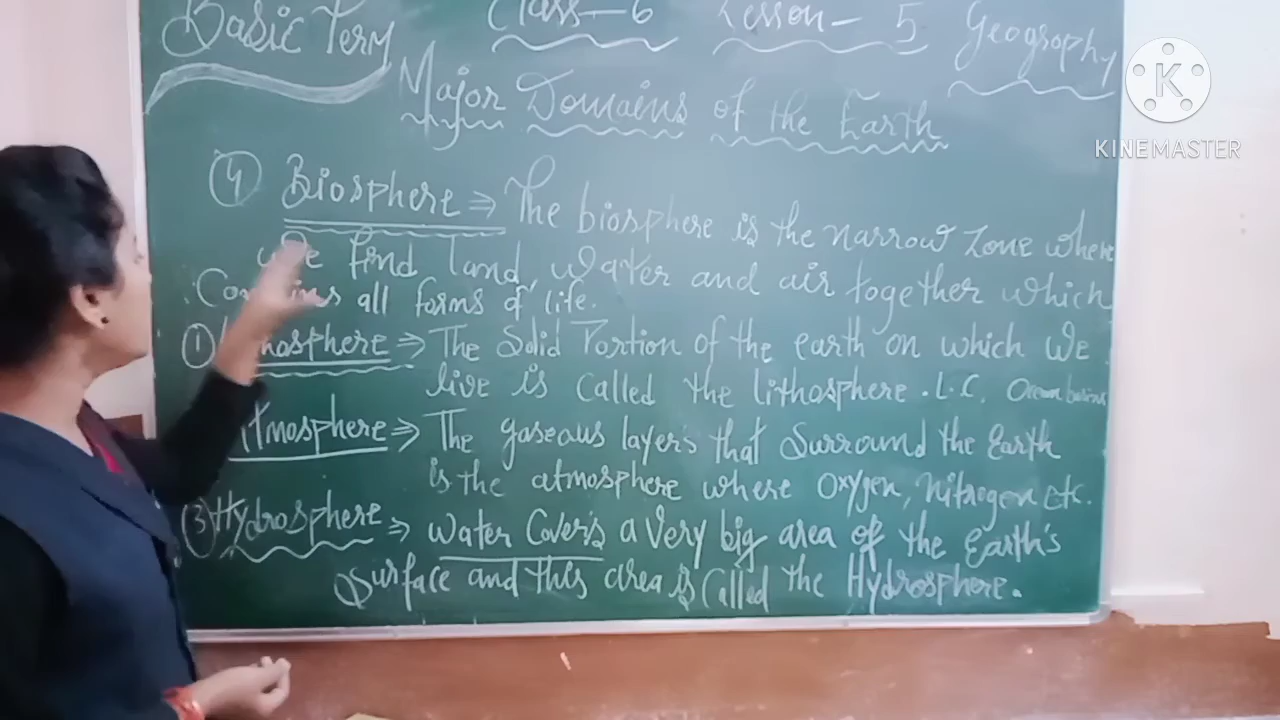 Basic Term
Class-6 Lesson-5 Geography
Major Domains of the Earth
④ Biosphere ⇒ The biosphere is the narrow zone where
we find land, water and air together which
Contains all forms of life.
① Lithosphere ⇒ The Solid Portion of the earth on which we
live is called the lithosphere. L.C. Ocean basins
Atmosphere ⇒ The gaseous layers that Surround the Earth
is the atmosphere where Oxygen, Nitrogen Etc.
③ Hydrosphere ⇒ Water Cover's a very big area of the Earth's
Surface and this area is Called the Hydrosphere.
KINEMASTER